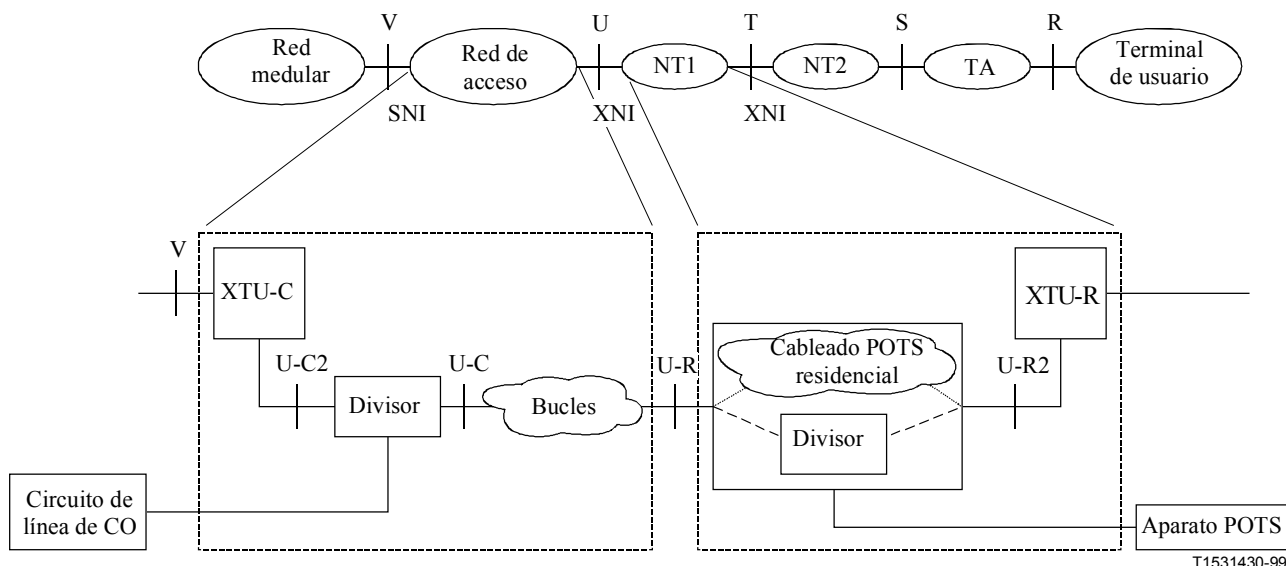 V
U
T
S
R
Red
medular
Red de
acceso
NT1
NT2
TA
Terminal
de usuario
SNI
XNI
XNI
V
XTU-C
XTU-R
U-C2
U-C
U-R
Cableado POTS
residencial
U-R2
Divisor
Bucles
Divisor
Circuito de
línea de CO
Aparato POTS
T1531430-99